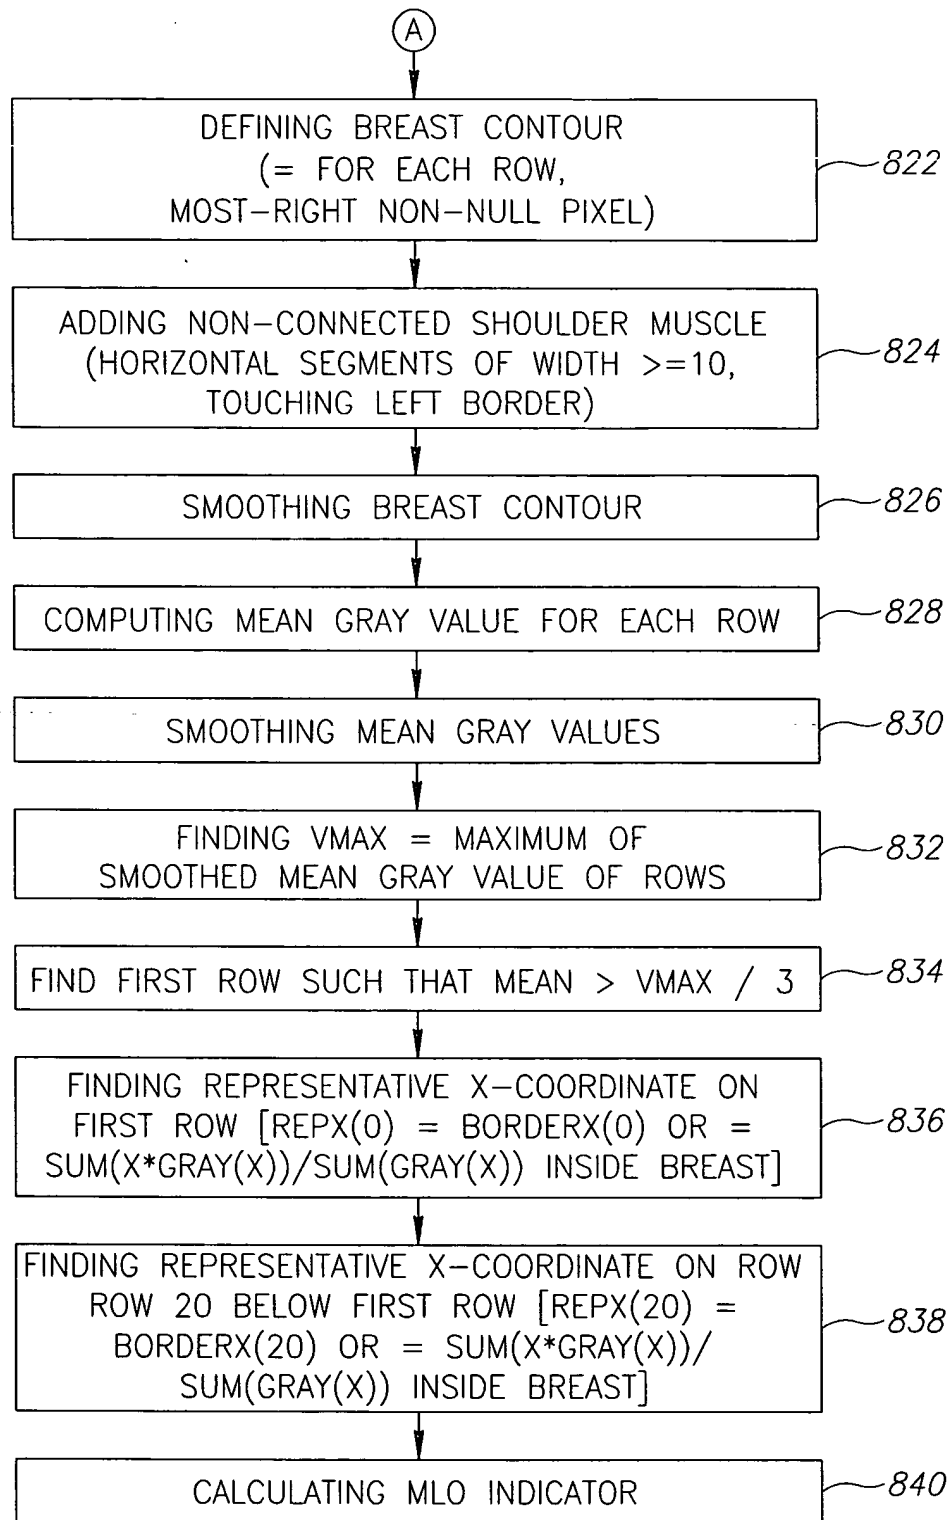 A
DEFINING BREAST CONTOUR
(= FOR EACH ROW,
MOST-RIGHT NON-NULL PIXEL)
822
ADDING NON-CONNECTED SHOULDER MUSCLE
(HORIZONTAL SEGMENTS OF WIDTH >=10,
TOUCHING LEFT BORDER)
824
SMOOTHING BREAST CONTOUR
826
COMPUTING MEAN GRAY VALUE FOR EACH ROW
828
SMOOTHING MEAN GRAY VALUES
830
FINDING VMAX = MAXIMUM OF
SMOOTHED MEAN GRAY VALUE OF ROWS
832
FIND FIRST ROW SUCH THAT MEAN > VMAX / 3
834
FINDING REPRESENTATIVE X-COORDINATE ON
FIRST ROW [REPX(0) = BORDERX(0) OR =
SUM(X*GRAY(X))/SUM(GRAY(X)) INSIDE BREAST]
836
FINDING REPRESENTATIVE X-COORDINATE ON ROW
ROW 20 BELOW FIRST ROW [REPX(20) =
BORDERX(20) OR = SUM(X*GRAY(X))/
SUM(GRAY(X)) INSIDE BREAST]
838
CALCULATING MLO INDICATOR
840